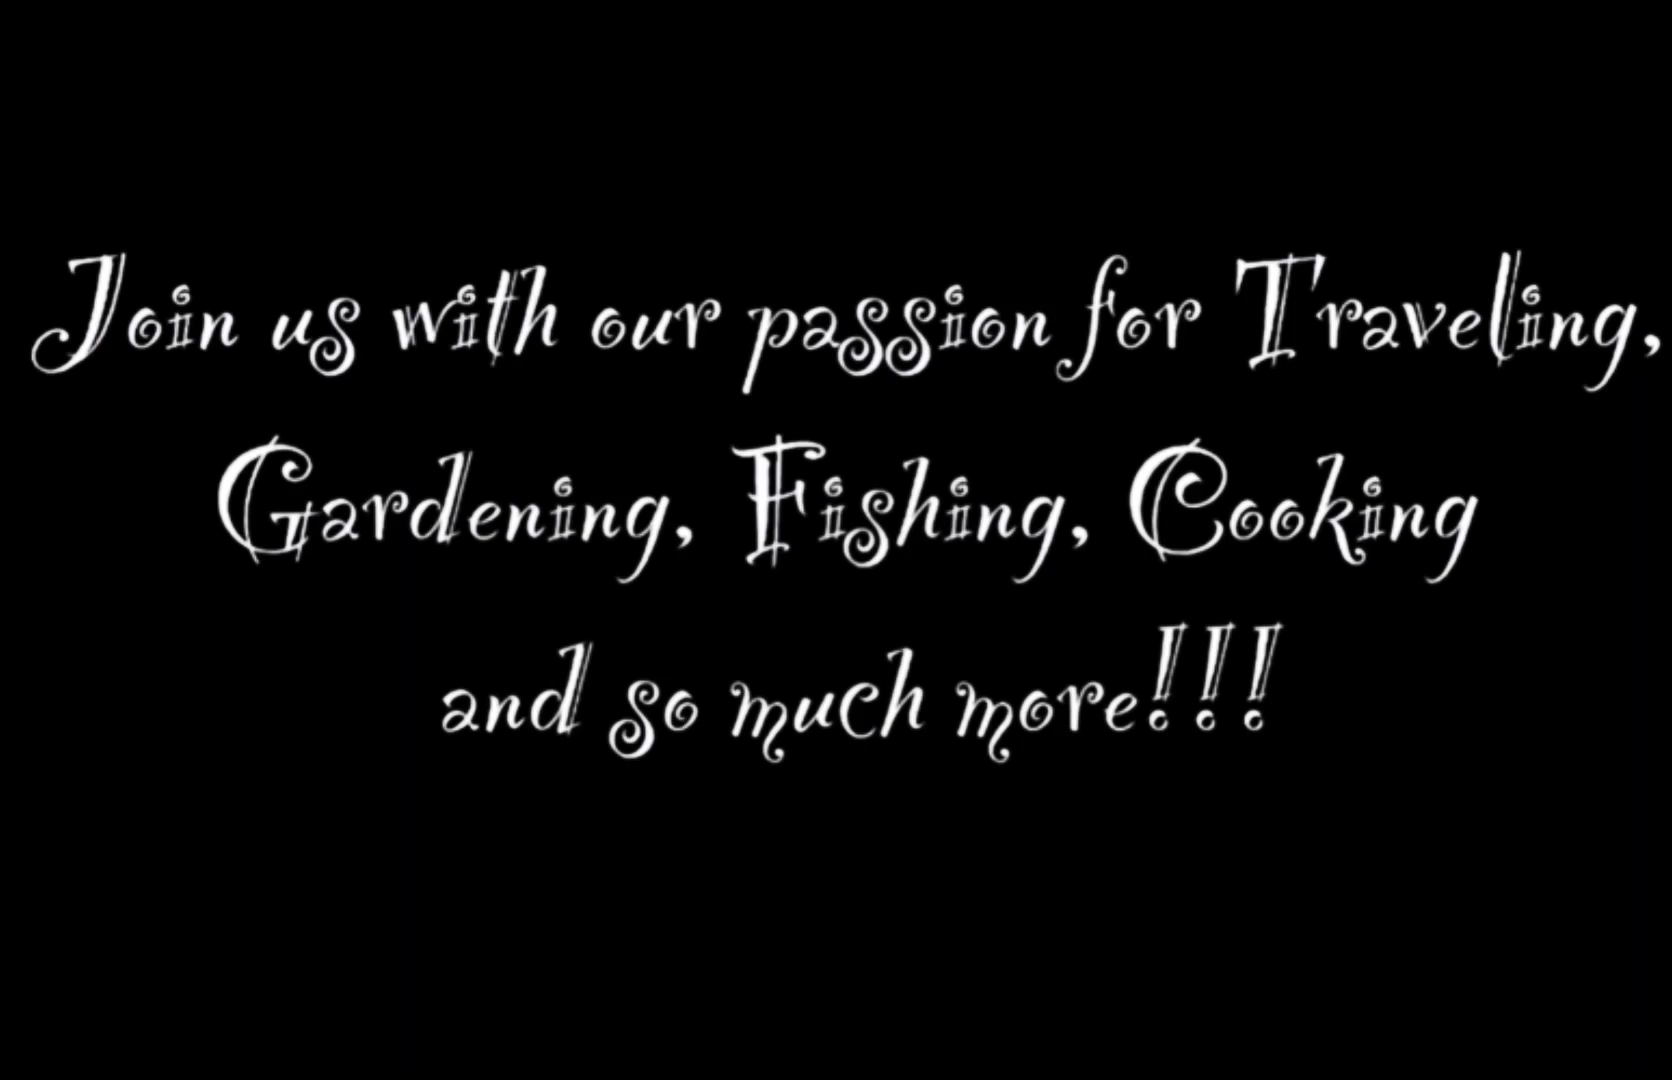 Join us with our passion for Traveling,
Gardening, Fishing, Cooking
and so much more!!!